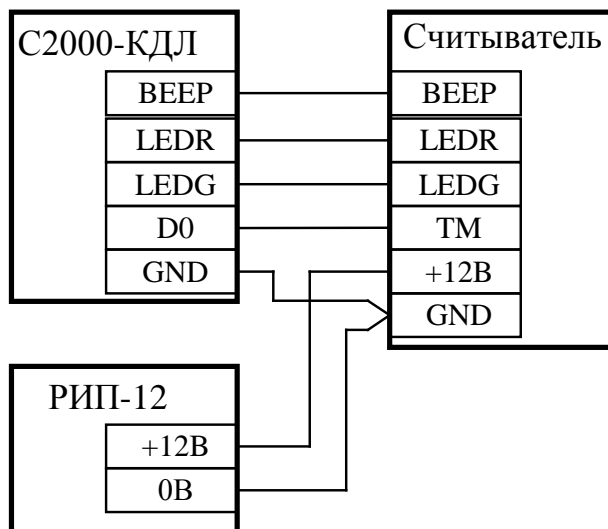 С2000-КДЛ
BEEP
LEDR
LEDG
D0
GND
Считыватель
BEEP
LEDR
LEDG
TM
+12В
GND
РИП-12
+12В
0В